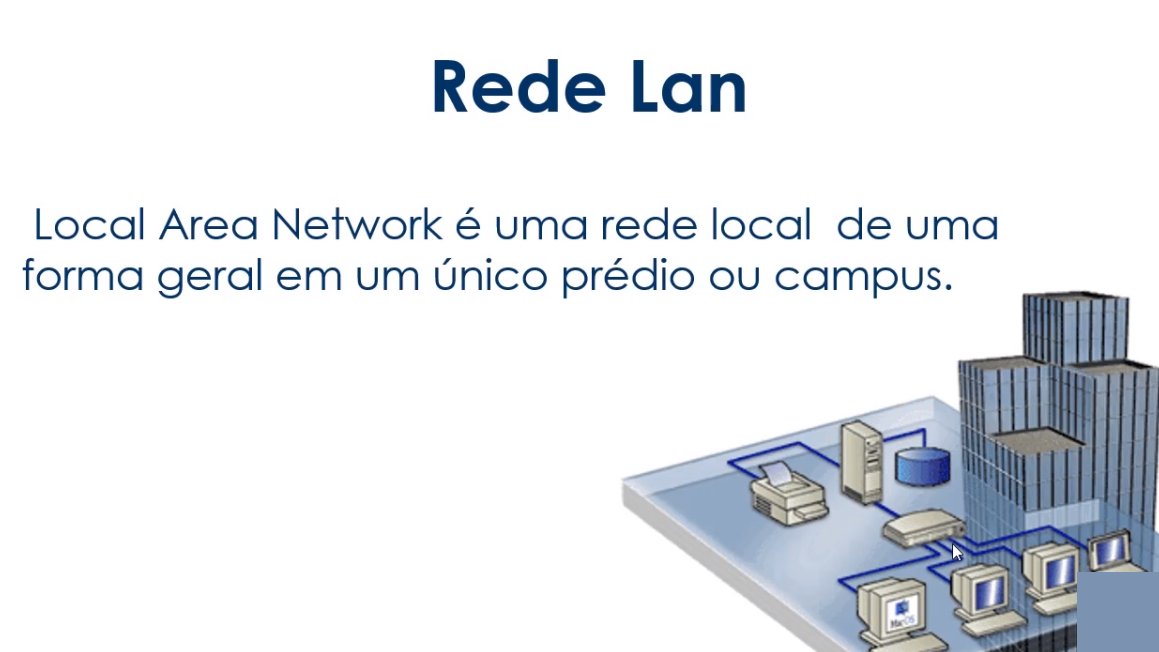 Rede Lan
Local Area Network é uma rede local de uma
forma geral em um único prédio ou campus.
MacOS